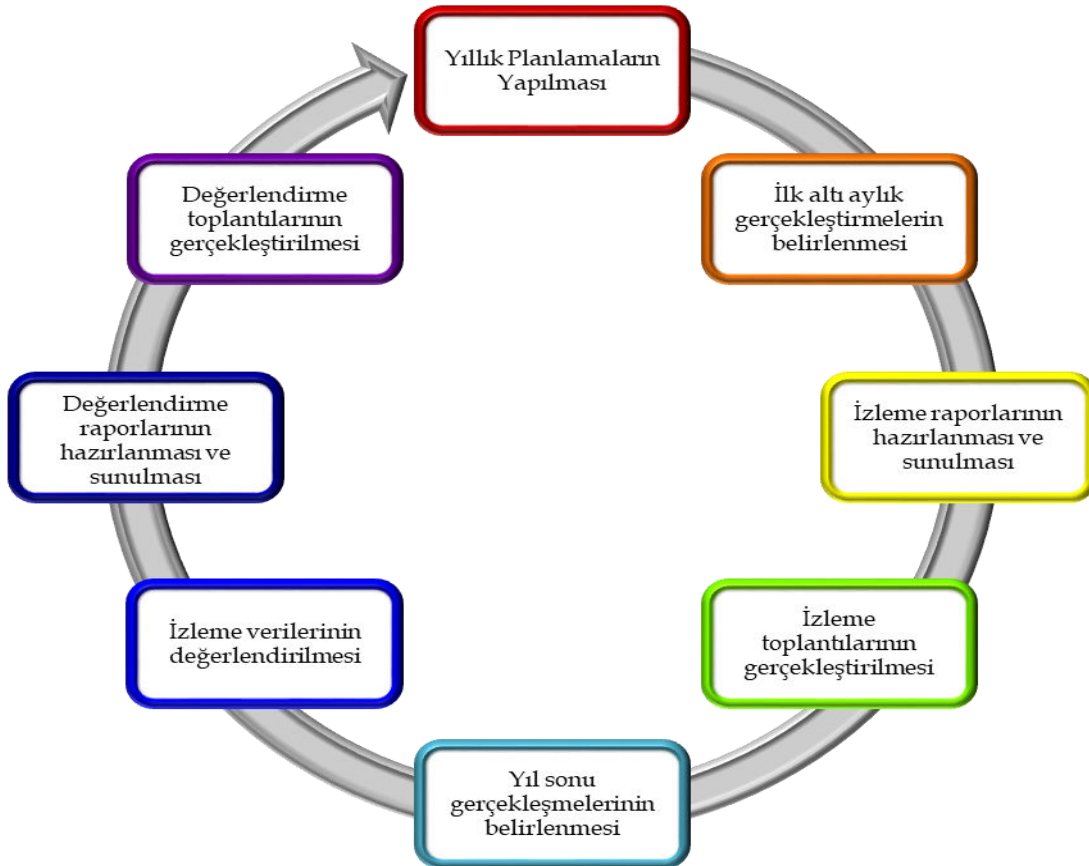 Yıllık Planlamaların
Yapılması
İlk altı aylık
gerçekleştirmelerin
belirlenmesi
İzleme raporlarının
hazırlanması ve
sunulması
İzleme
toplantılarının
gerçekleştirilmesi
Yıl sonu
gerçekleşmelerinin
belirlenmesi
İzleme verilerinin
değerlendirilmesi
Değerlendirme
raporlarının
hazırlanması ve
sunulması
Değerlendirme
toplantılarının
gerçekleştirilmesi